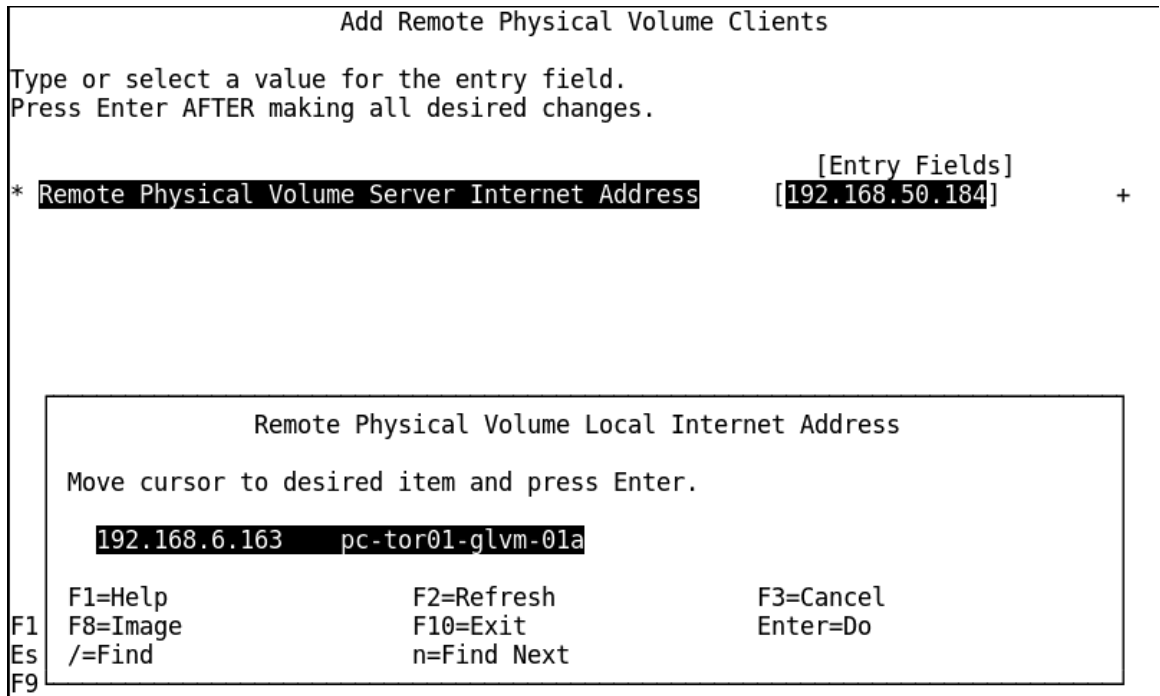 Add Remote Physical Volume Clients
Type or select a value for the entry field.
Press Enter AFTER making all desired changes.
[Entry Fields]
* Remote Physical Volume Server Internet Address [192.168.50.184] +
Remote Physical Volume Local Internet Address
Move cursor to desired item and press Enter.
192.168.6.163 pc-tor01-glvm-01a
F1=Help F2=Refresh F3=Cancel
F1 F8=Image F10=Exit Enter=Do
Es /=Find n=Find Next
F9